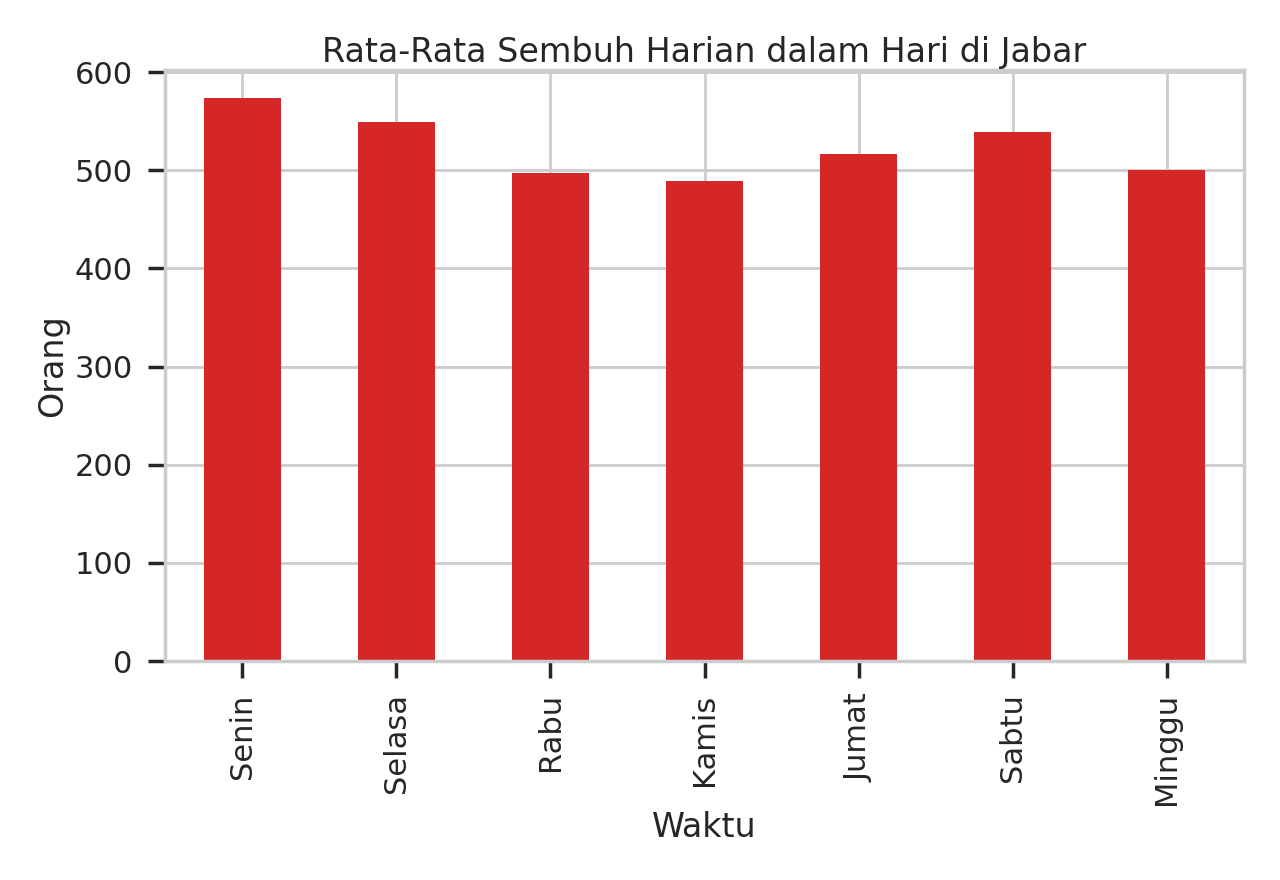 Rata-Rata Sembuh Harian dalam Hari di Jabar
600
500
400
300
200
100
0
Orang
Senin
Selasa
Rabu
Kamis
Jumat
Sabtu
Minggu
Waktu